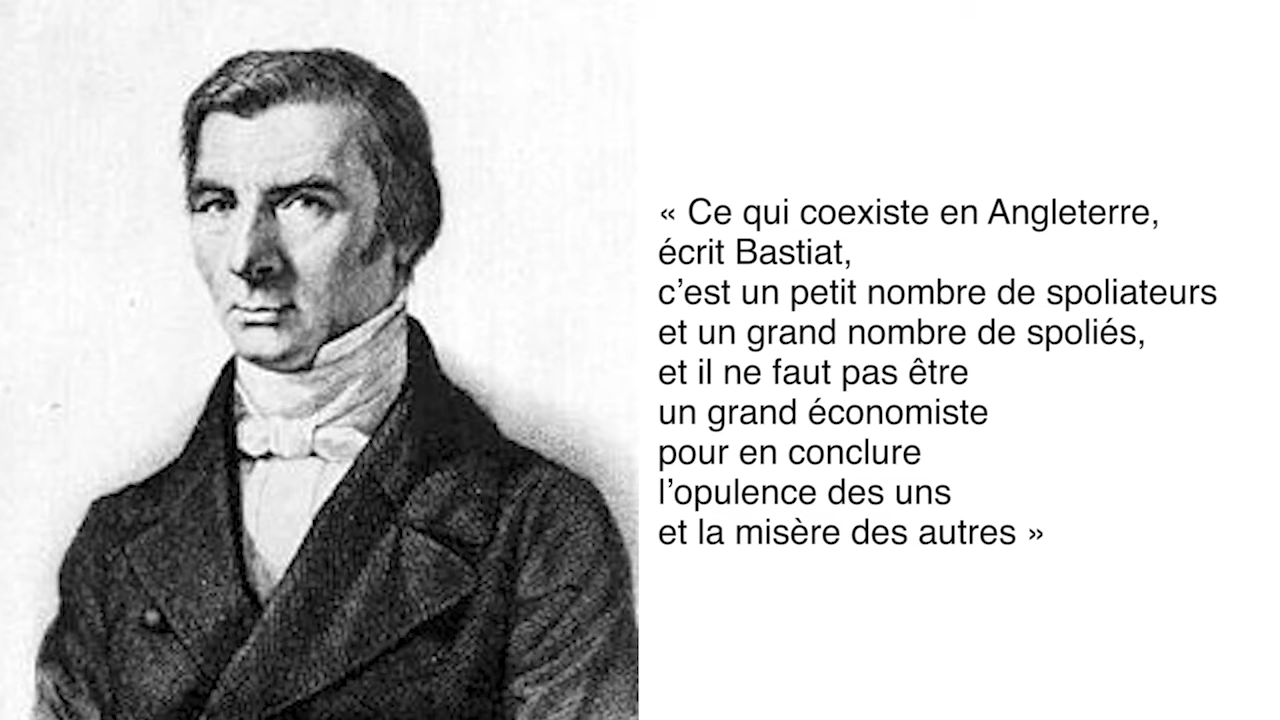 « Ce qui coexiste en Angleterre,
écrit Bastiat,
c’est un petit nombre de spoliateurs
et un grand nombre de spoliés,
et il ne faut pas être
un grand économiste
pour en conclure
l’opulence des uns
et la misère des autres »